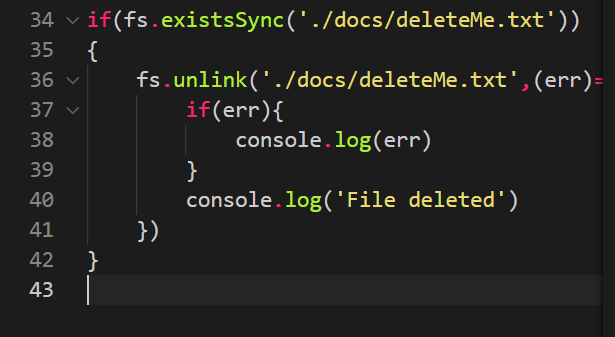 34 if(fs.existsSync('./docs/deleteMe.txt'))
35 {
36     fs.unlink('./docs/deleteMe.txt',(err)=
37         if(err){
38             console.log(err)
39         }
40         console.log('File deleted')
41     })
42 }
43